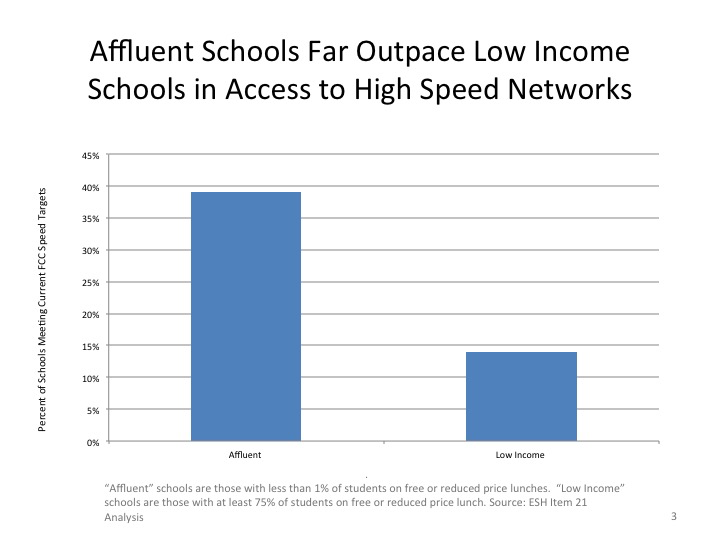 Affluent Schools Far Outpace Low Income
Schools in Access to High Speed Networks
Percent of Schools Meeting Current FCC Speed Targets
45%
40%
35%
30%
25%
20%
15%
10%
5%
0%
Affluent
Low Income
.
“Affluent” schools are those with less than 1% of students on free or reduced price lunches. “Low Income”
schools are those with at least 75% of students on free or reduced price lunch. Source: ESH Item 21
Analysis
3